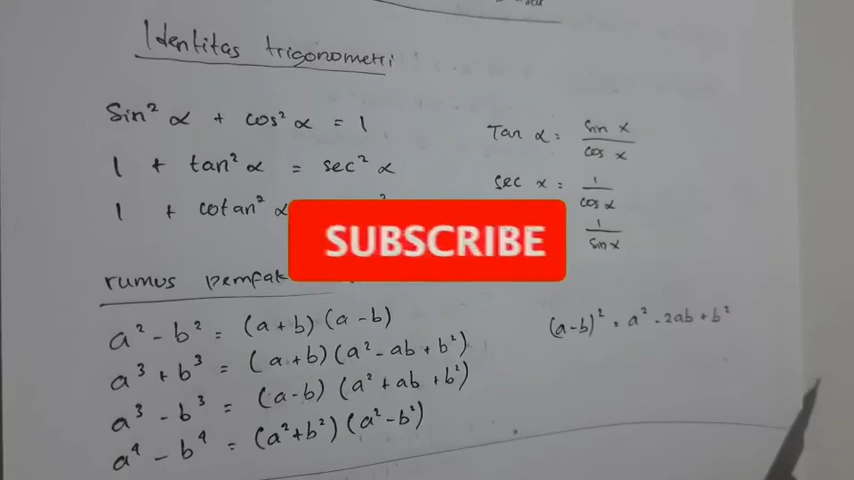 Identitas trigonometri
Sin² α + cos² α = 1
1 + tan² α = sec² α
1 + cotan² α
Tan α = sin x / cos x
sec x = 1 / cos x
1 / sin x
SUBSCRIBE
rumus pemfak
a² - b² = (a+b) (a-b)
a³ + b³ = (a+b) (a² - ab + b²)
a³ - b³ = (a-b) (a² + ab + b²)
a⁴ - b⁴ = (a²+b²) (a²-b²)
(a-b)² = a² - 2ab + b²